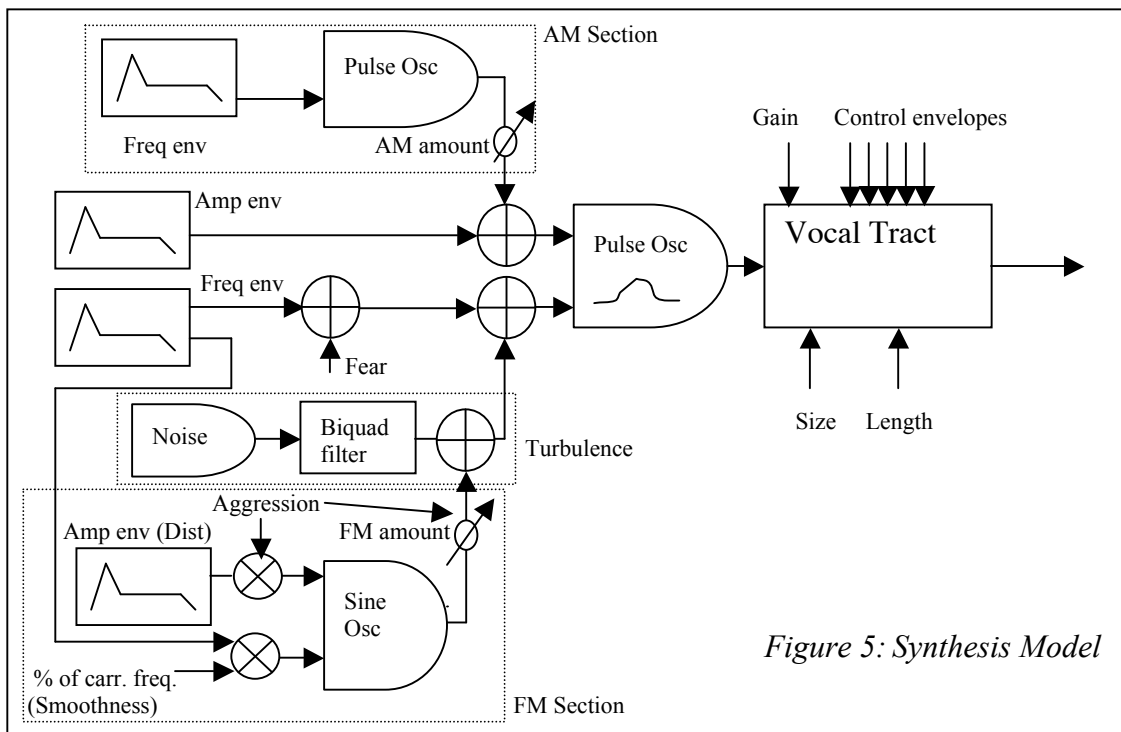 AM Section
Pulse Osc
Freq env
AM amount
Gain
Control envelopes
Amp env
Pulse Osc
Vocal Tract
Freq env
Fear
Size
Length
Noise
Biquad
filter
Turbulence
Aggression
Amp env (Dist)
FM amount
Sine
Osc
% of carr. freq.
(Smoothness)
FM Section
Figure 5: Synthesis Model